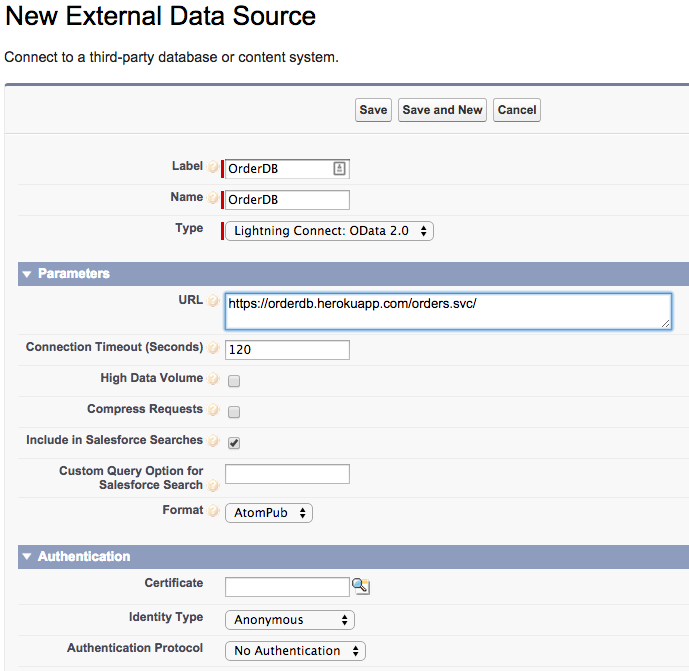 New External Data Source
Connect to a third-party database or content system.
Save Save and New Cancel
Label ? OrderDB
Name ? OrderDB
Type Lightning Connect: OData 2.0
Parameters
URL ? https://orderdb.herokuapp.com/orders.svc/
Connection Timeout (Seconds) ? 120
High Data Volume ?
Compress Requests ?
Include in Salesforce Searches ?
Custom Query Option for
Salesforce Search ?
Format ? AtomPub
Authentication
Certificate
Identity Type Anonymous
Authentication Protocol No Authentication